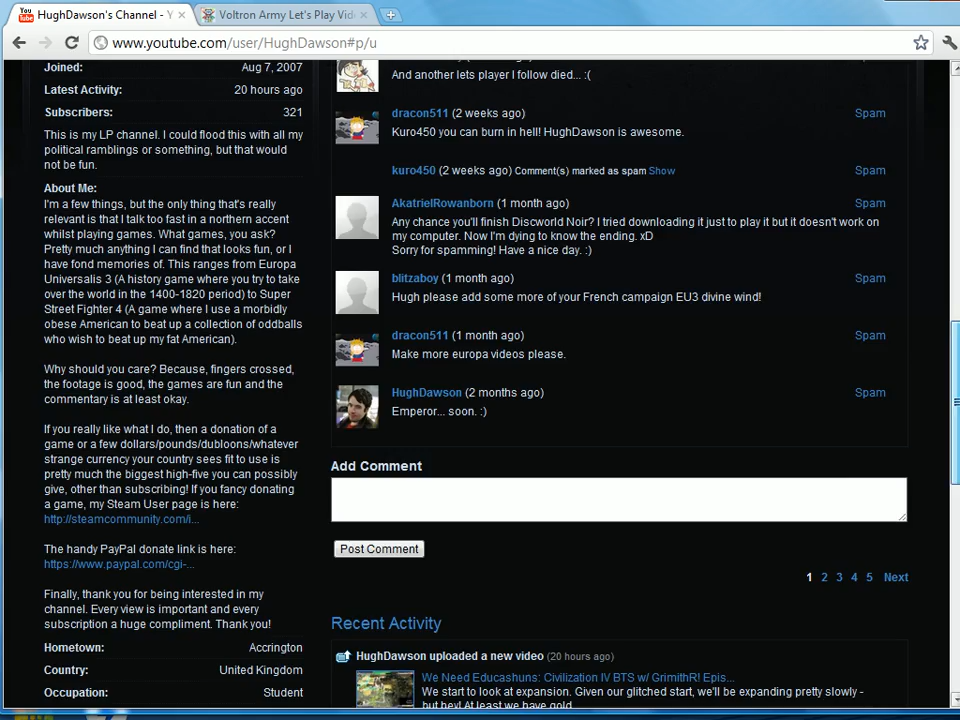 HughDawson's Channel - Y
Voltron Army Let's Play Vid
www.youtube.com/user/HughDawson#p/u
Joined: Aug 7, 2007
Latest Activity: 20 hours ago
Subscribers: 321
This is my LP channel. I could flood this with all my
political ramblings or something, but that would
not be fun.
About Me:
I'm a few things, but the only thing that's really
relevant is that I talk too fast in a northern accent
whilst playing games. What games, you ask?
Pretty much anything I can find that looks fun, or I
have fond memories of. This ranges from Europa
Universalis 3 (A history game where you try to take
over the world in the 1400-1820 period) to Super
Street Fighter 4 (A game where I use a morbidly
obese American to beat up a collection of oddballs
who wish to beat up my fat American).
Why should you care? Because, fingers crossed,
the footage is good, the games are fun and the
commentary is at least okay.
If you really like what I do, then a donation of a
game or a few dollars/pounds/dubloons/whatever
strange currency your country sees fit to use is
pretty much the biggest high-five you can possibly
give, other than subscribing! If you fancy donating
a game, my Steam User page is here:
http://steamcommunity.com/i...
The handy PayPal donate link is here:
https://www.paypal.com/cgi-...
Finally, thank you for being interested in my
channel. Every view is important and every
subscription a huge compliment. Thank you!
Hometown: Accrington
Country: United Kingdom
Occupation: Student
And another lets player I follow died... :(
dracon511 (2 weeks ago) Spam
Kuro450 you can burn in hell! HughDawson is awesome.
kuro450 (2 weeks ago) Comment(s) marked as spam Show Spam
AkatrielRowanborn (1 month ago) Spam
Any chance you'll finish Discworld Noir? I tried downloading it just to play it but it doesn't work on
my computer. Now I'm dying to know the ending. xD
Sorry for spamming! Have a nice day. :)
blitzaboy (1 month ago) Spam
Hugh please add some more of your French campaign EU3 divine wind!
dracon511 (1 month ago) Spam
Make more europa videos please.
HughDawson (2 months ago) Spam
Emperor... soon. :)
Add Comment
Post Comment
1 2 3 4 5 Next
Recent Activity
HughDawson uploaded a new video (20 hours ago)
We Need Educashuns: Civilization IV BTS w/ GrimithR! Epis...
We start to look at expansion. Given our glitched start, we'll be expanding pretty slowly -
but hey! At least we have gold